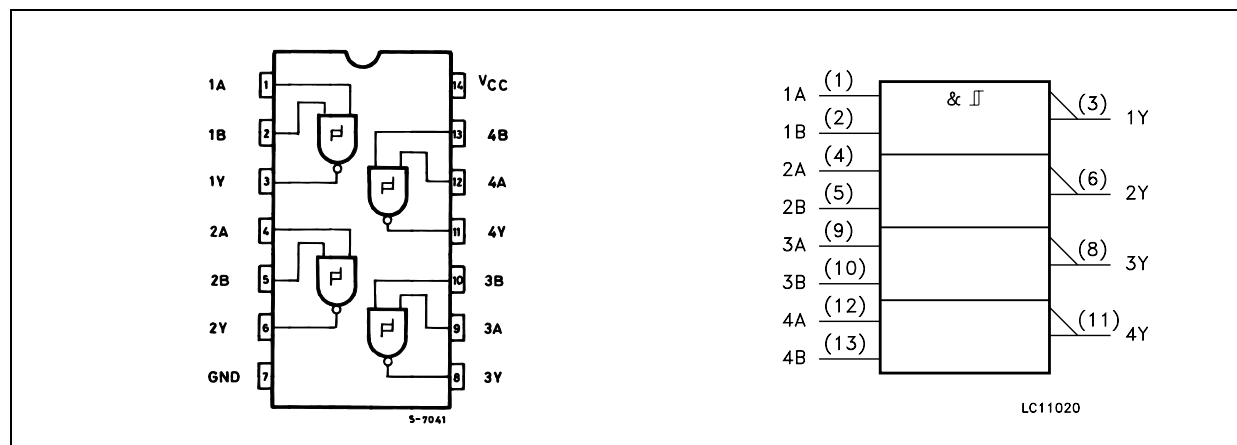 1A 1 14 VCC
1B 2 13 4B
1Y 3 12 4A
2A 4 11 4Y
2B 5 10 3B
2Y 6 9 3A
GND 7 8 3Y
S-7041
1A (1) & (3) 1Y
1B (2)
2A (4) (6) 2Y
2B (5)
3A (9) (8) 3Y
3B (10)
4A (12) (11) 4Y
4B (13)
LC11020